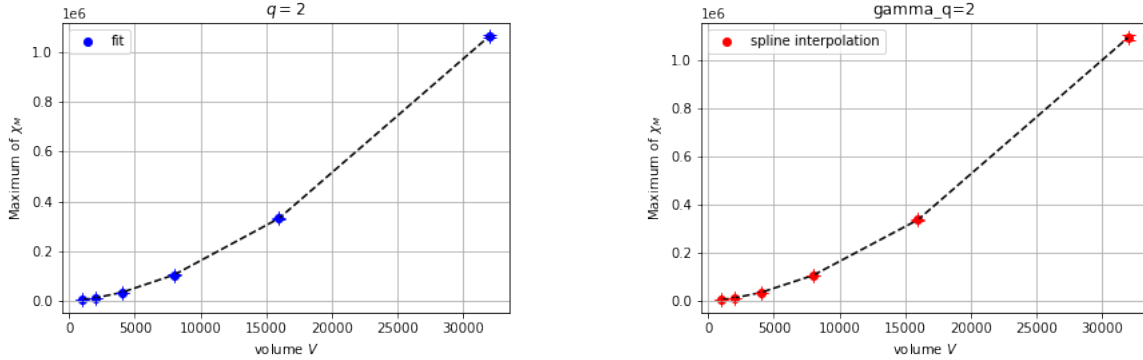 q = 2
1e6
fit
1.0
0.8
0.6
0.4
0.2
0.0
Maximum of χ_M
0 5000 10000 15000 20000 25000 30000
volume V
gamma_q=2
1e6
spline interpolation
1.0
0.8
0.6
0.4
0.2
0.0
Maximum of χ_M
0 5000 10000 15000 20000 25000 30000
volume V